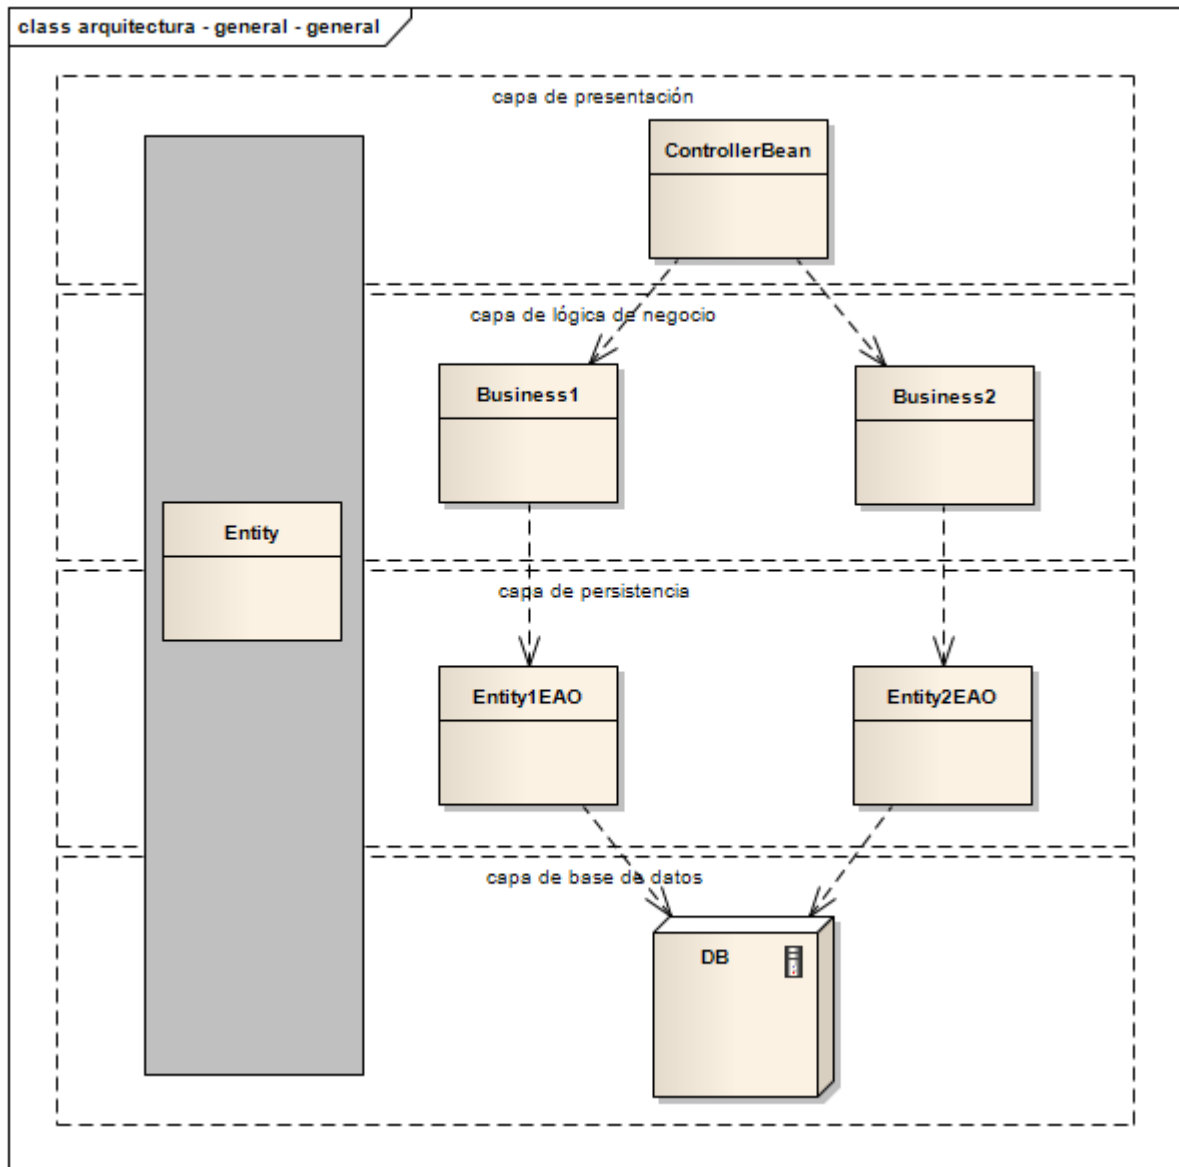 class arquitectura - general - general
capa de presentación
ControllerBean
capa de lógica de negocio
Business1
Business2
Entity
capa de persistencia
Entity1EAO
Entity2EAO
capa de base de datos
DB